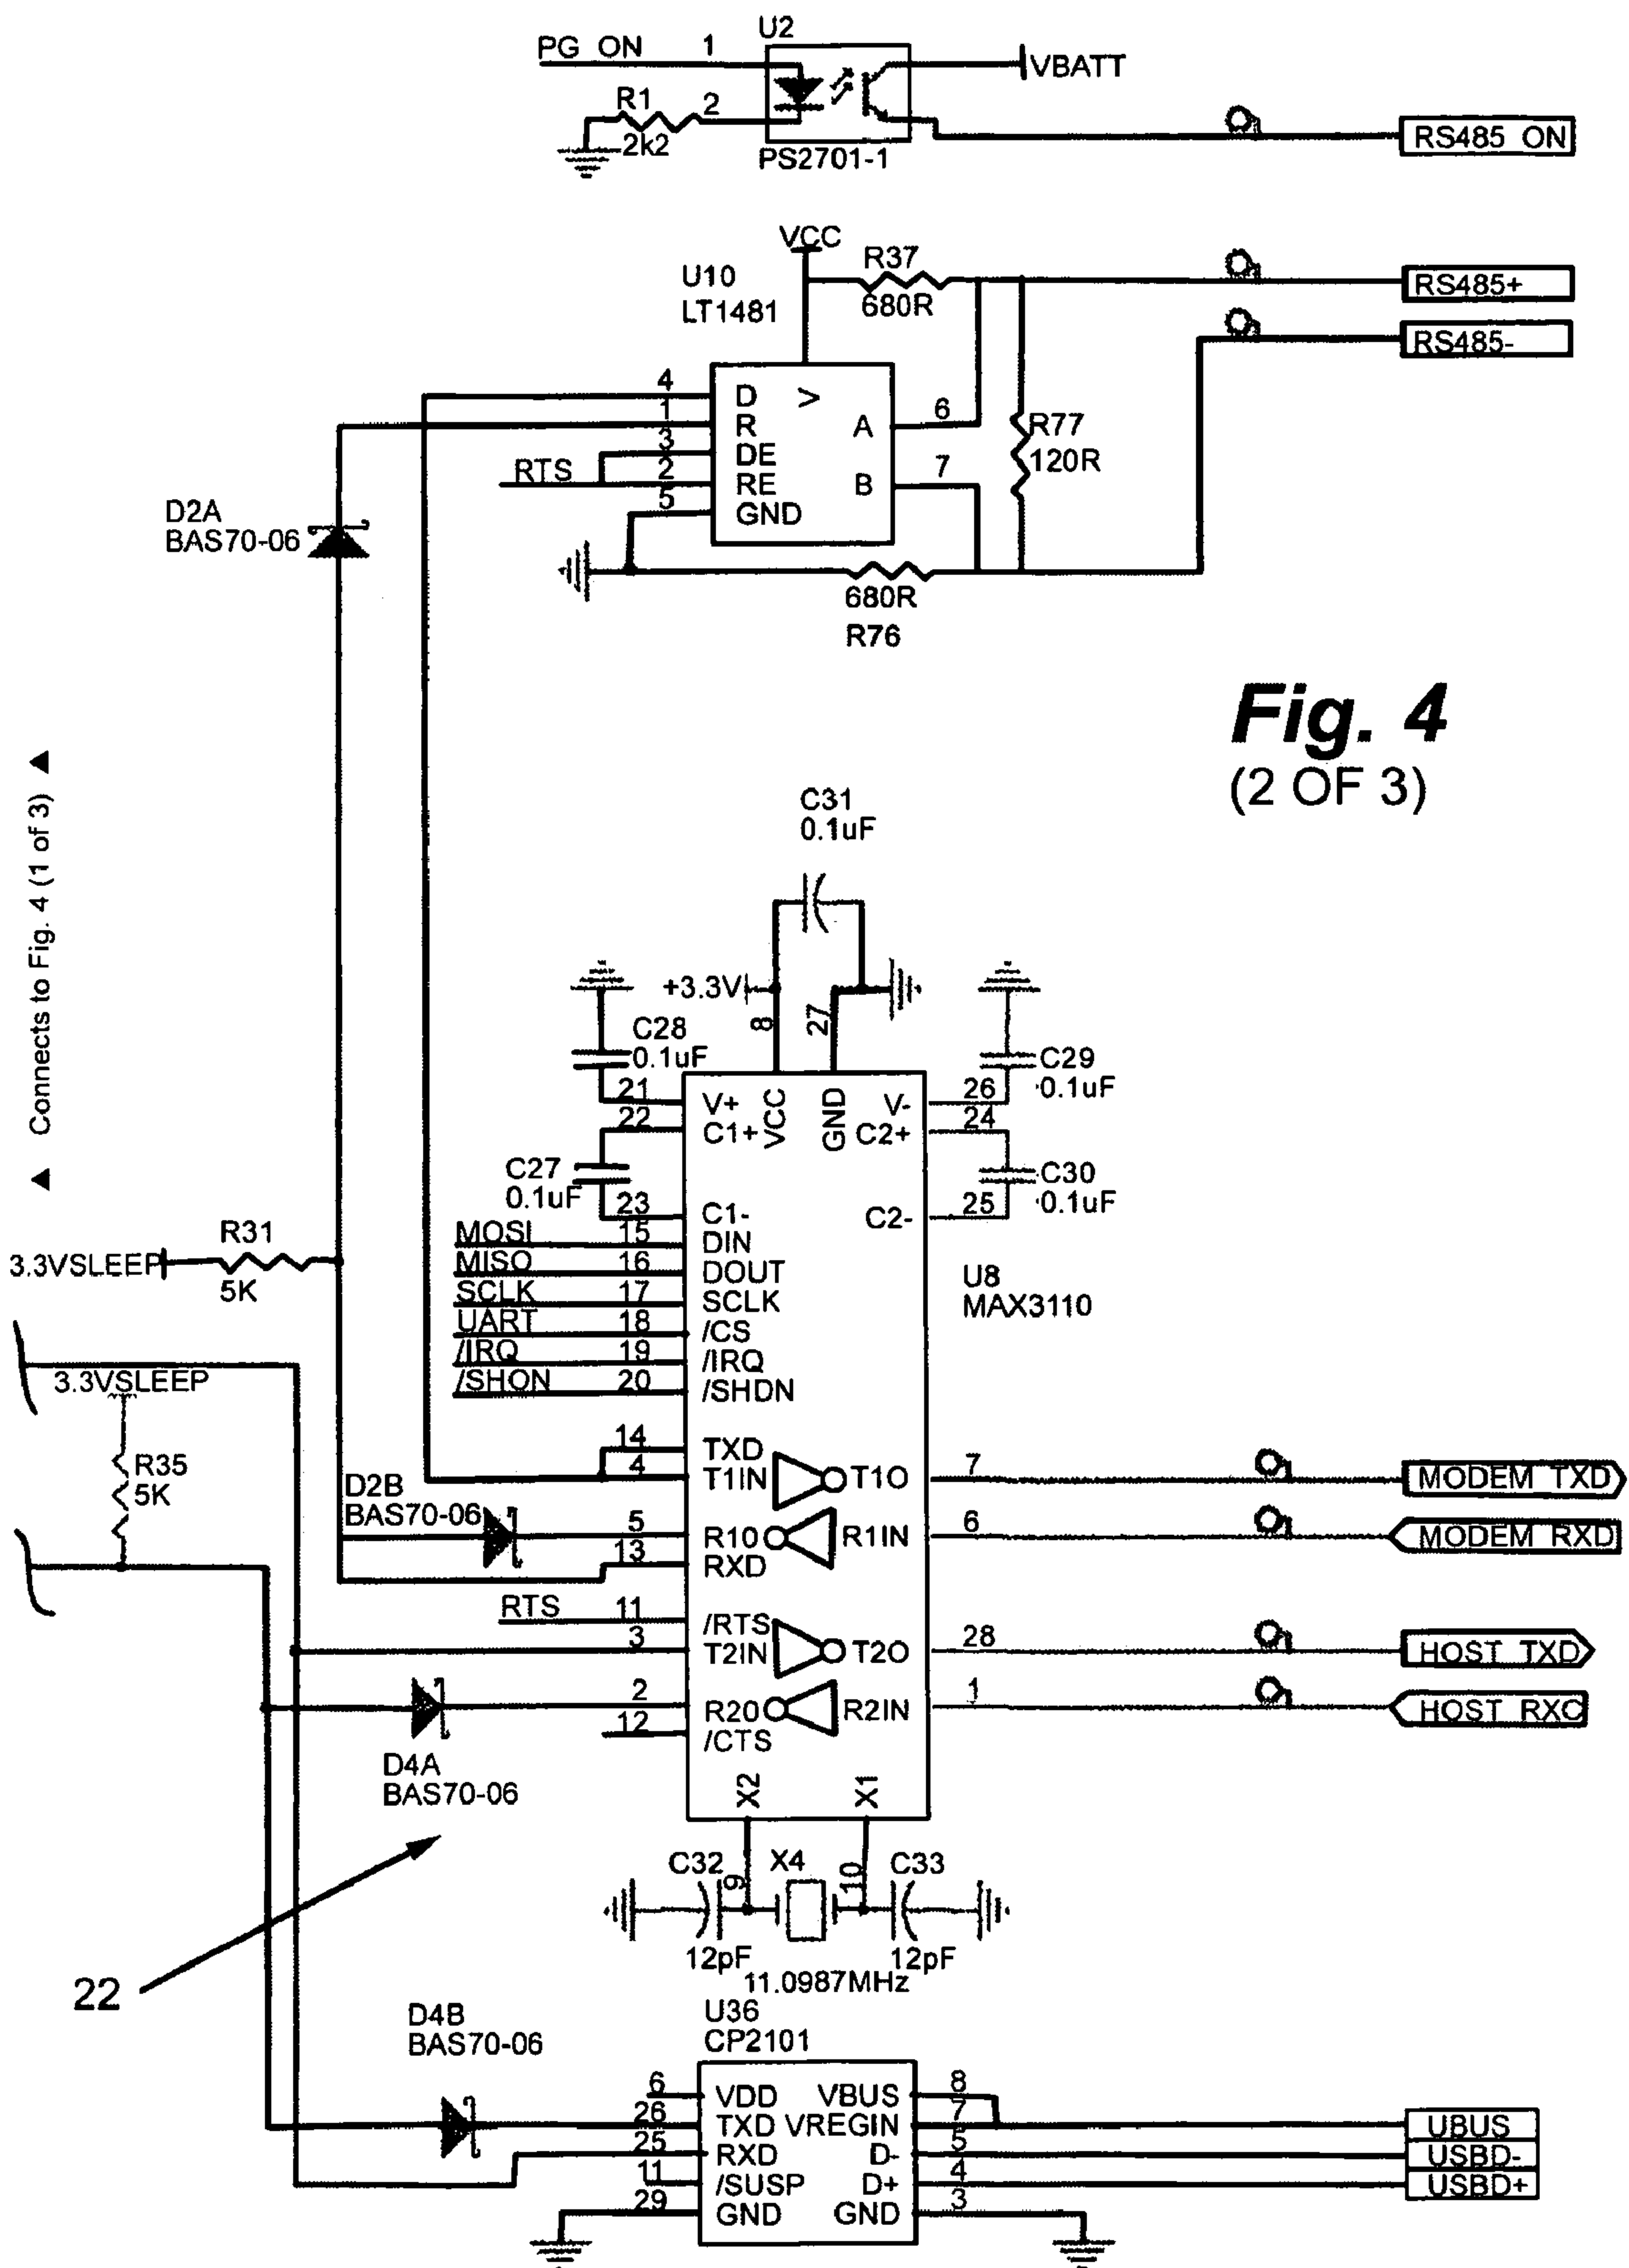 U2
PG ON
1
VBATT
R1
2
2k2
PS2701-1
RS485 ON
VCC
U10
LT1481
R37
680R
RS485+
RS485-
4
D
V
1
R
A
6
3
DE
RTS
2
RE
B
7
5
GND
R77
120R
D2A
BAS70-06
680R
R76
Fig. 4
(2 OF 3)
▲ Connects to Fig. 4 (1 of 3) ▲
C31
0.1uF
+3.3V
8
27
C28
0.1uF
C29
0.1uF
21
V+
VCC
GND
V-
26
22
C1+
C2+
24
C27
0.1uF
C30
0.1uF
23
C1-
C2-
25
MOSI
15
DIN
MISO
16
DOUT
SCLK
17
SCLK
UART
18
/CS
/IRQ
19
/IRQ
/SHON
20
/SHDN
U8
MAX3110
R31
3.3VSLEEP
5K
3.3VSLEEP
R35
5K
14
TXD
4
T1IN
T1O
7
MODEM TXD
D2B
BAS70-06
5
R10
R1IN
6
MODEM RXD
13
RXD
RTS
11
/RTS
3
T2IN
T2O
28
HOST TXD
2
R20
R2IN
1
HOST RXC
12
/CTS
D4A
BAS70-06
X2
X1
C32
9
X4
10
C33
12pF
12pF
11.0987MHz
22
D4B
BAS70-06
U36
CP2101
6
VDD
VBUS
8
26
TXD
VREGIN
7
UBUS
25
RXD
D-
5
USBD-
11
/SUSP
D+
4
USBD+
29
GND
GND
3